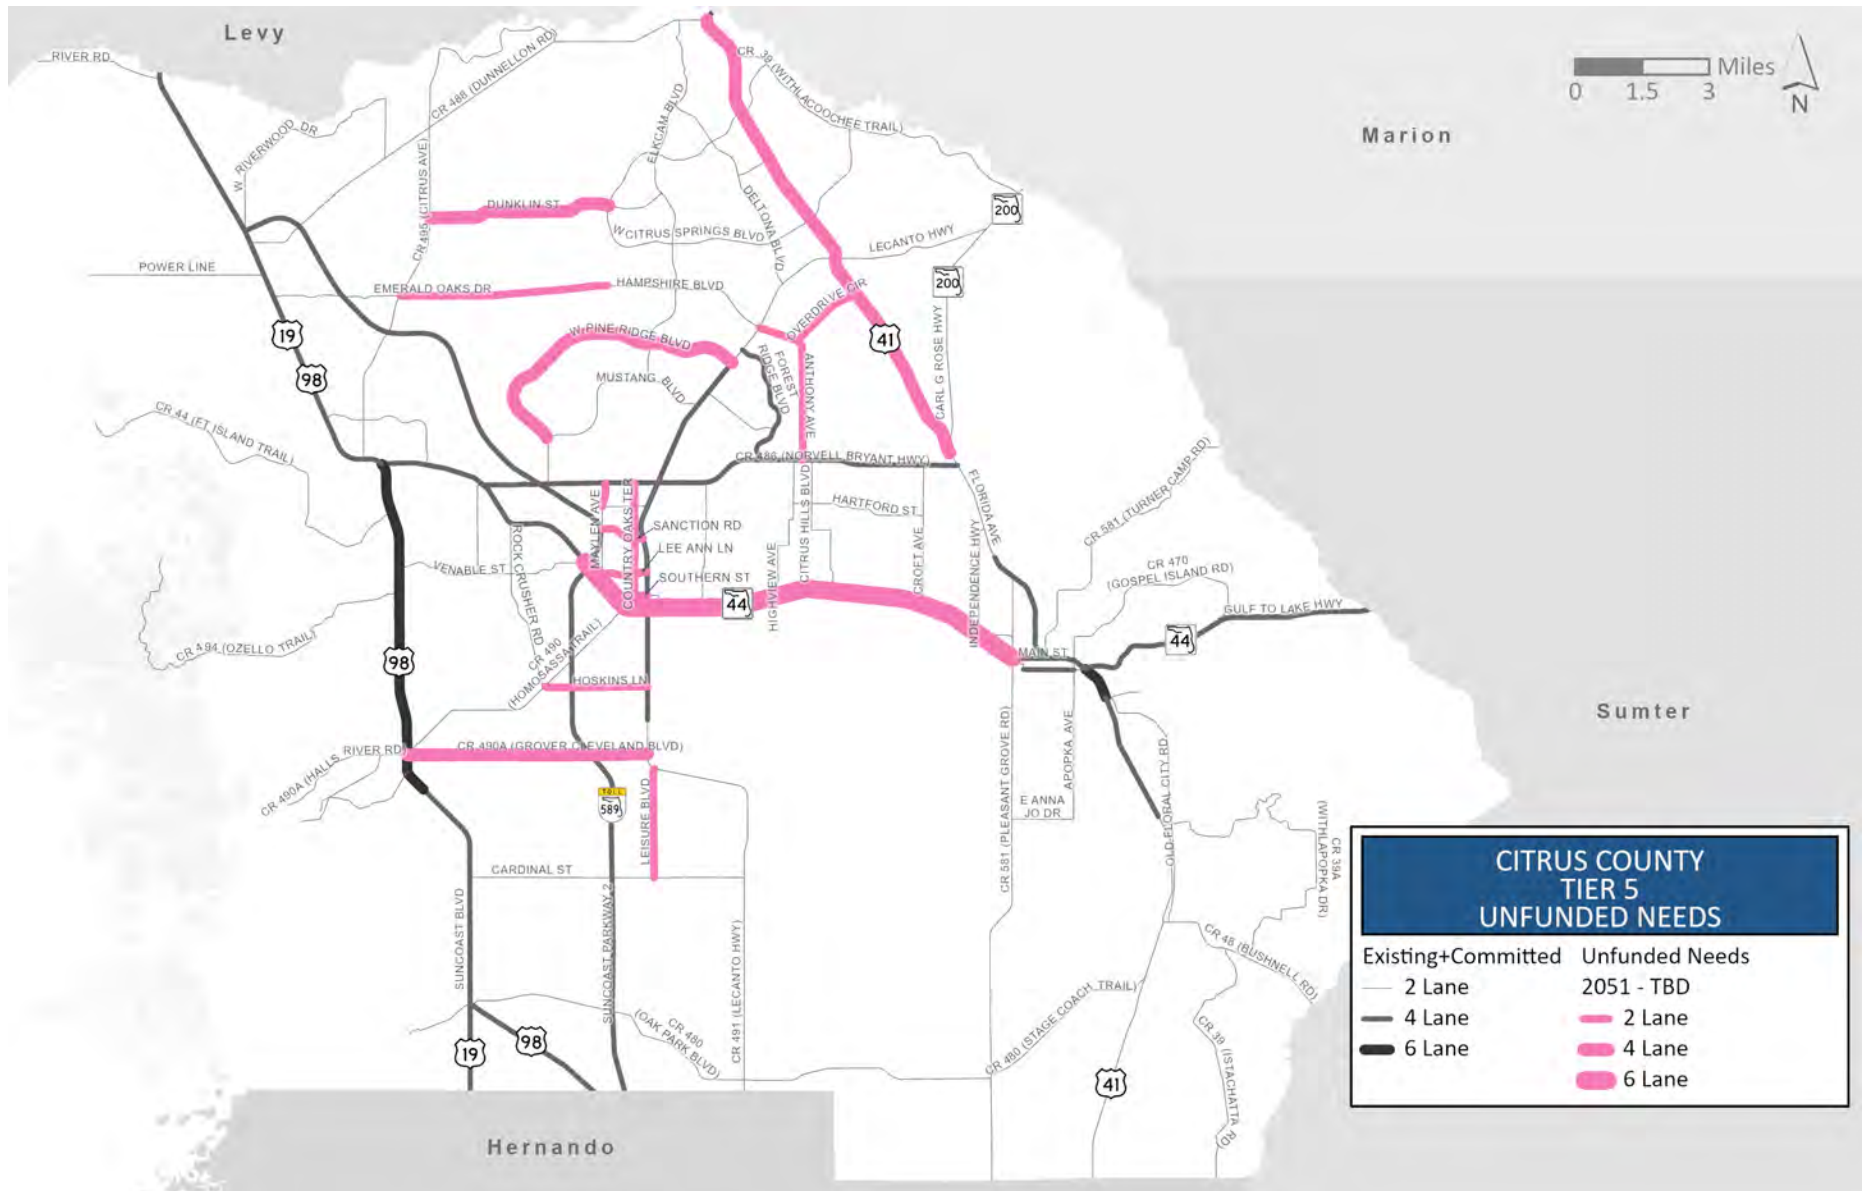 Levy
RIVER RD
CR 488 (DUNNELLON RD)
W RIVERWOOD DR
CR 495 (CITRUS AVE)
ELKCAM BLVD
CR 39 (WITHLACOOCHEE TRAIL)
0 1.5 3 Miles
N
Marion
DUNKLIN ST
W CITRUS SPRINGS BLVD
DELTONA BLVD
LECANTO HWY
200
200
POWER LINE
EMERALD OAKS DR
HAMPSHIRE BLVD
OVERDRIVE CIR
19
98
W PINE RIDGE BLVD
MUSTANG BLVD
FOREST
RIDGE BLVD
ANTHONY AVE
41
CARL G ROSE HWY
CR 44 (FT ISLAND TRAIL)
CR 486 (NORVELL BRYANT HWY)
CITRUS HILLS BLVD
HARTFORD ST
CROFT AVE
FLORIDA AVE
INDEPENDENCE HWY
CR 581 (TURNER CAMP RD)
CR 470
(GOSPEL ISLAND RD)
GULF TO LAKE HWY
MAYLEN AVE
COUNTRY OAKS TER
SANCTION RD
LEE ANN LN
SOUTHERN ST
ROCK CRUSHER RD
VENABLE ST
HIGHVIEW AVE
44
44
MAIN ST
CR 494 (OZELLO TRAIL)
98
CR 490
(HOMOSASSA TRAIL)
HOSKINS LN
CR 490A (HALLS RIVER RD)
CR 490A (GROVER CLEVELAND BLVD)
TOLL
589
LEISURE BLVD
CARDINAL ST
SUNCOAST BLVD
SUNCOAST PARKWAY 2
CR 491 (LECANTO HWY)
CR 581 (PLEASANT GROVE RD)
APOPKA AVE
E ANNA
JO DR
OLD FLORAL CITY RD
CR 39A
(WITHLAPOPKA DR)
CR 48 (BUSHNELL RD)
CR 39 (ISTACHATTA RD)
CR 480 (STAGE COACH TRAIL)
CR 480
(OAK PARK BLVD)
19
98
41
Hernando
Sumter
CITRUS COUNTY
TIER 5
UNFUNDED NEEDS
Existing+Committed
2 Lane
4 Lane
6 Lane
Unfunded Needs
2051 - TBD
2 Lane
4 Lane
6 Lane